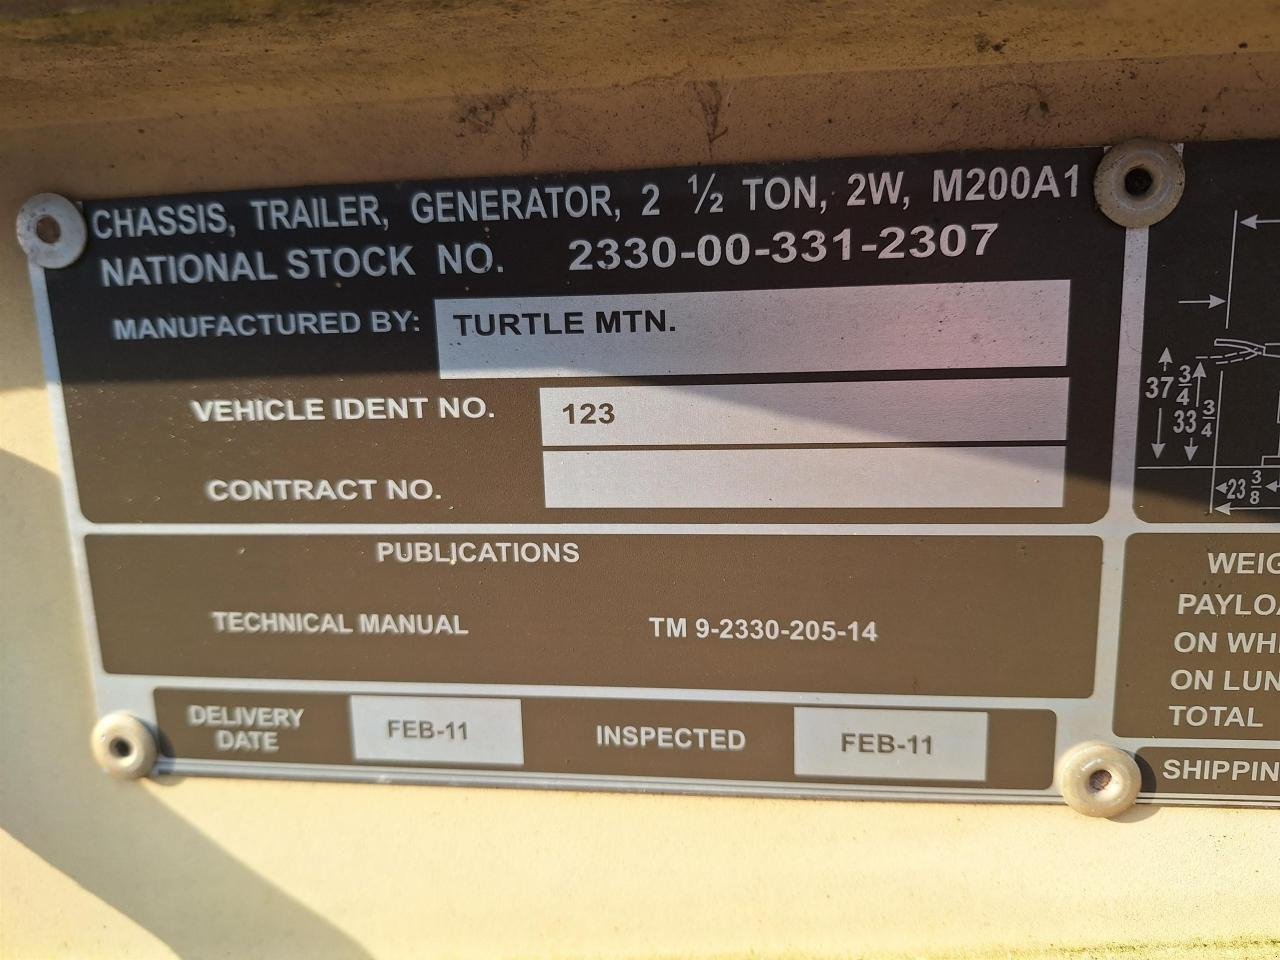 CHASSIS, TRAILER, GENERATOR, 2 ½ TON, 2W, M200A1
NATIONAL STOCK NO. 2330-00-331-2307
MANUFACTURED BY: TURTLE MTN.
VEHICLE IDENT NO. 123
CONTRACT NO.
PUBLICATIONS
TECHNICAL MANUAL TM 9-2330-205-14
DELIVERY DATE FEB-11 INSPECTED FEB-11
37 3/4
33 3/4
23 3/8
WEIG
PAYLOA
ON WH
ON LUN
TOTAL
SHIPPIN